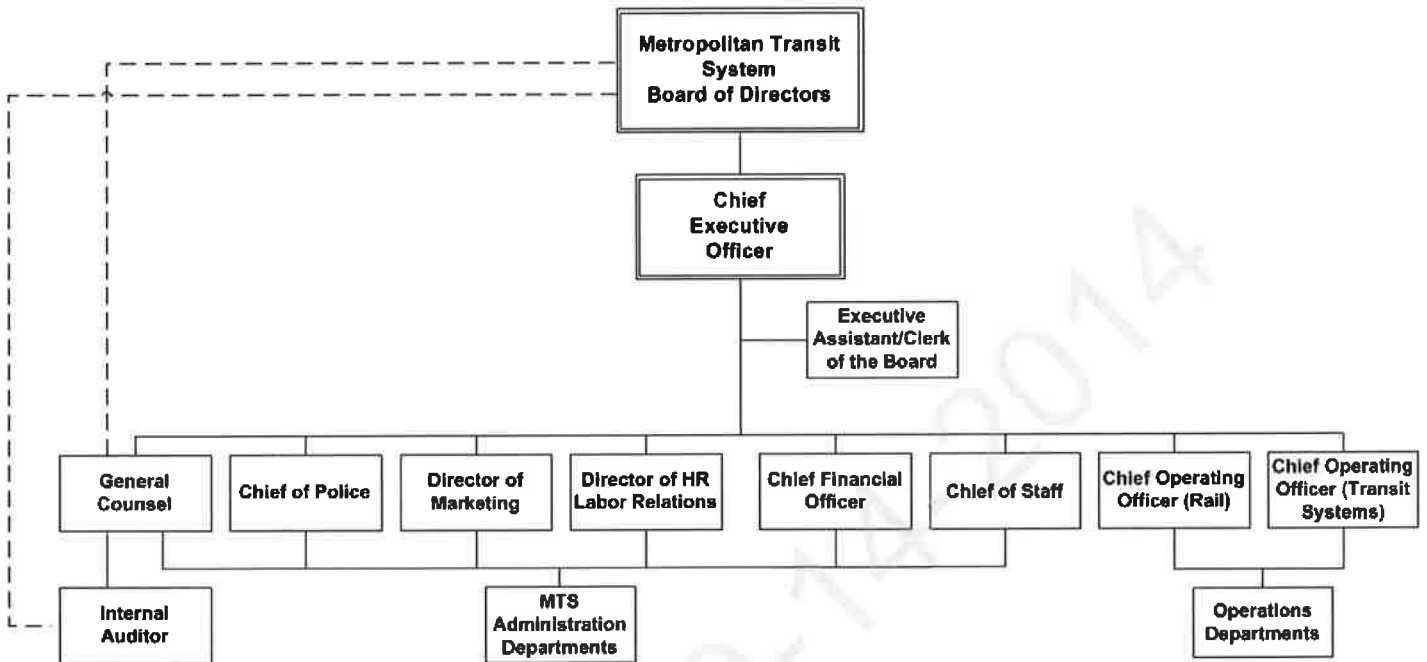 Metropolitan Transit
System
Board of Directors
Chief
Executive
Officer
Executive
Assistant/Clerk
of the Board
General
Counsel
Chief of Police
Director of
Marketing
Director of HR
Labor Relations
Chief Financial
Officer
Chief of Staff
Chief Operating
Officer (Rail)
Chief Operating
Officer (Transit
Systems)
Internal
Auditor
MTS
Administration
Departments
Operations
Departments